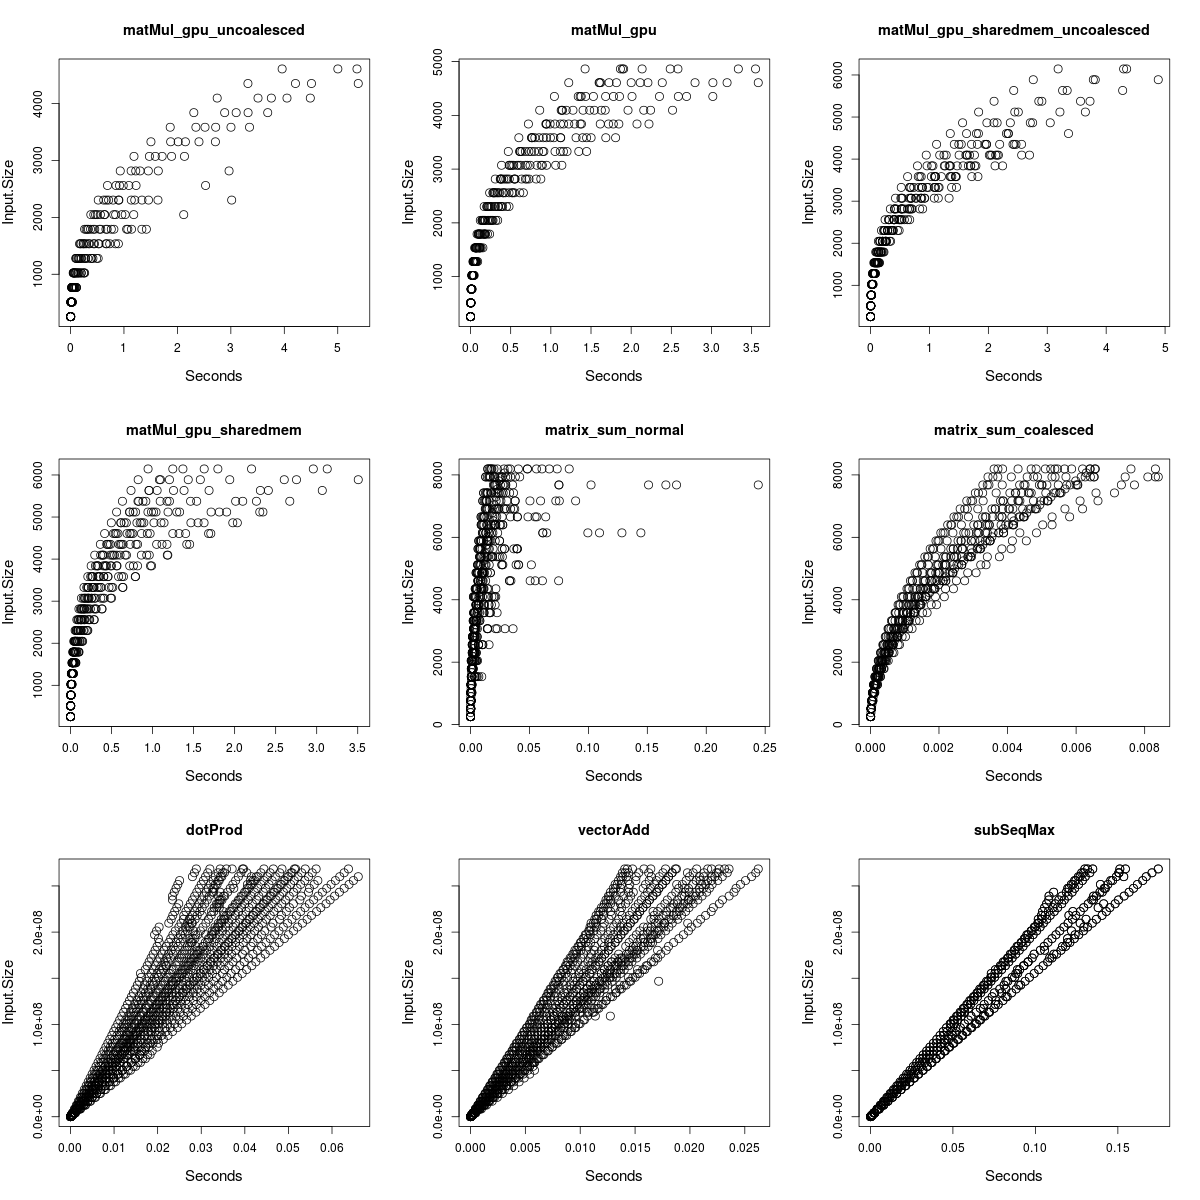 matMul_gpu_uncoalesced
Input.Size
1000 2000 3000 4000
0 1 2 3 4 5
Seconds
matMul_gpu
Input.Size
1000 2000 3000 4000 5000
0.0 0.5 1.0 1.5 2.0 2.5 3.0 3.5
Seconds
matMul_gpu_sharedmem_uncoalesced
Input.Size
1000 2000 3000 4000 5000 6000
0 1 2 3 4 5
Seconds
matMul_gpu_sharedmem
Input.Size
1000 2000 3000 4000 5000 6000
0.0 0.5 1.0 1.5 2.0 2.5 3.0 3.5
Seconds
matrix_sum_normal
Input.Size
0 2000 4000 6000 8000
0.00 0.05 0.10 0.15 0.20 0.25
Seconds
matrix_sum_coalesced
Input.Size
0 2000 4000 6000 8000
0.000 0.002 0.004 0.006 0.008
Seconds
dotProd
Input.Size
0.0e+00 1.0e+08 2.0e+08
0.00 0.01 0.02 0.03 0.04 0.05 0.06
Seconds
vectorAdd
Input.Size
0.0e+00 1.0e+08 2.0e+08
0.000 0.005 0.010 0.015 0.020 0.025
Seconds
subSeqMax
Input.Size
0.0e+00 1.0e+08 2.0e+08
0.00 0.05 0.10 0.15
Seconds